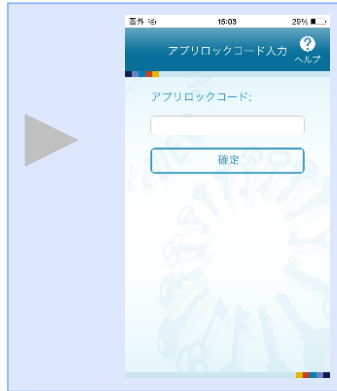 圏外 15:03 29%
アプリロックコード入力
?
ヘルプ
アプリロックコード:
確定